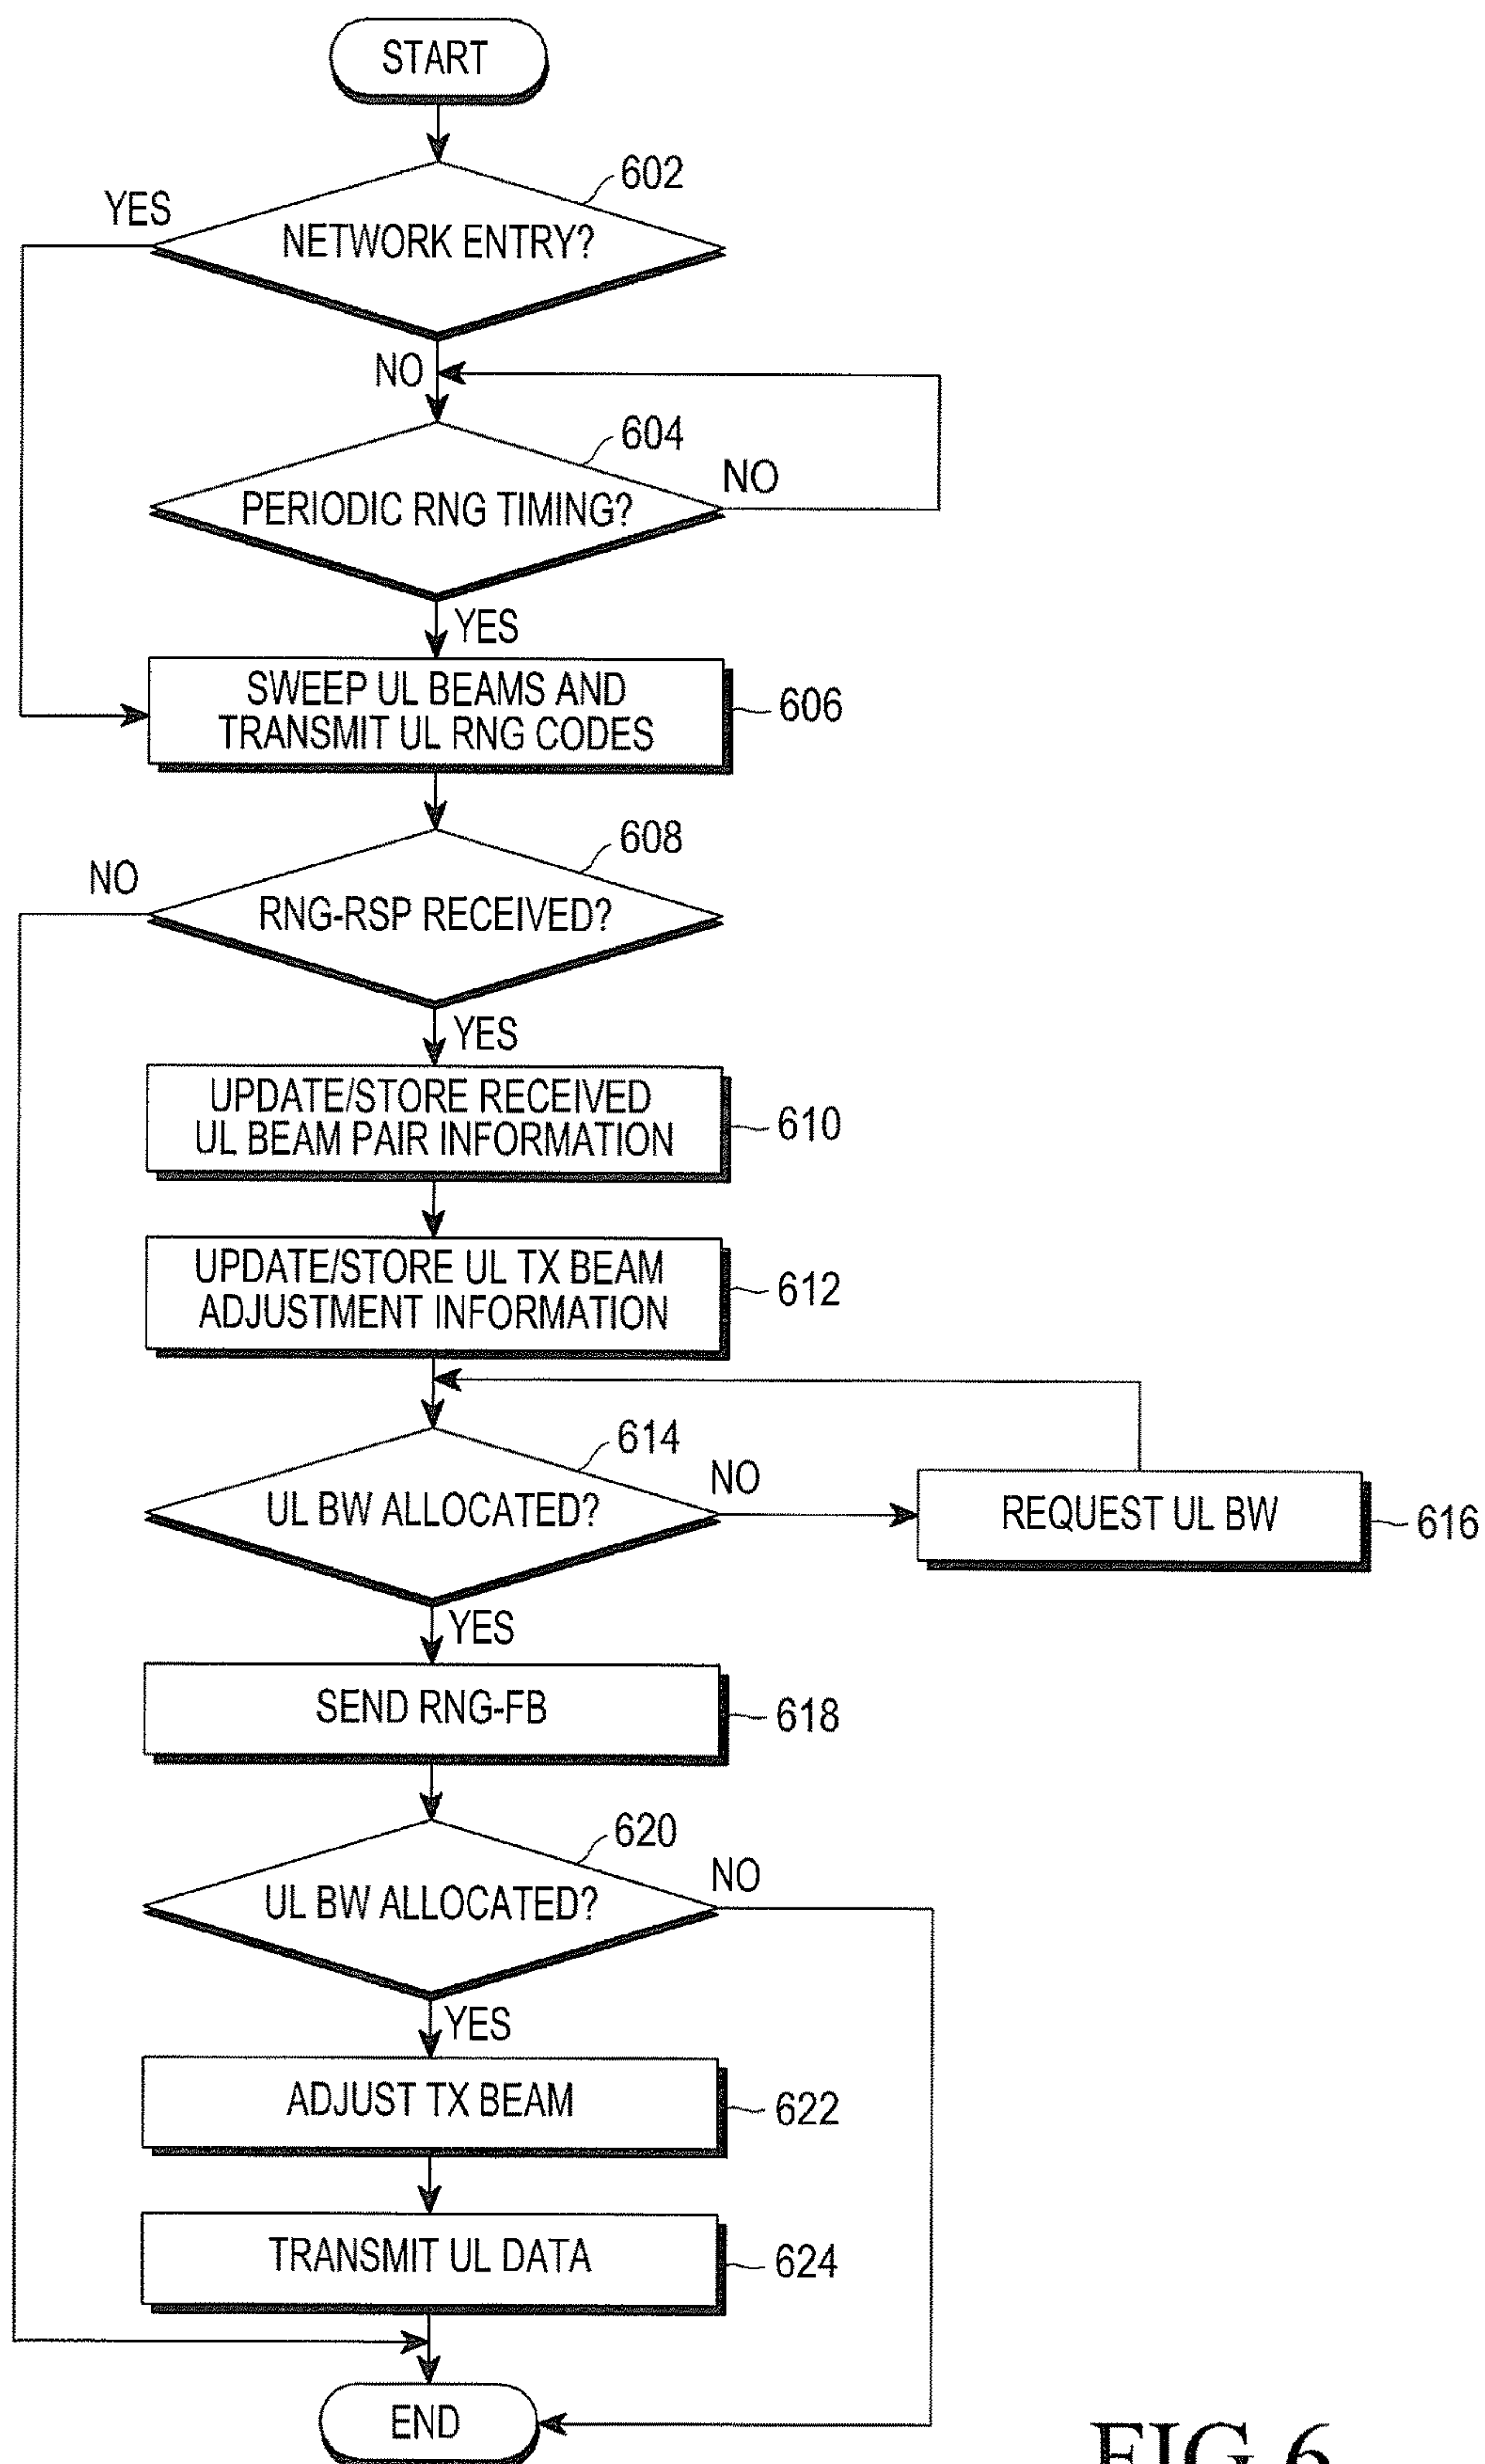 START
602
YES
NETWORK ENTRY?
NO
604
PERIODIC RNG TIMING?
NO
YES
SWEEP UL BEAMS AND
TRANSMIT UL RNG CODES
606
608
NO
RNG-RSP RECEIVED?
YES
UPDATE/STORE RECEIVED
UL BEAM PAIR INFORMATION
610
UPDATE/STORE UL TX BEAM
ADJUSTMENT INFORMATION
612
614
UL BW ALLOCATED?
NO
REQUEST UL BW
616
YES
SEND RNG-FB
618
620
UL BW ALLOCATED?
NO
YES
ADJUST TX BEAM
622
TRANSMIT UL DATA
624
END
FIG.6